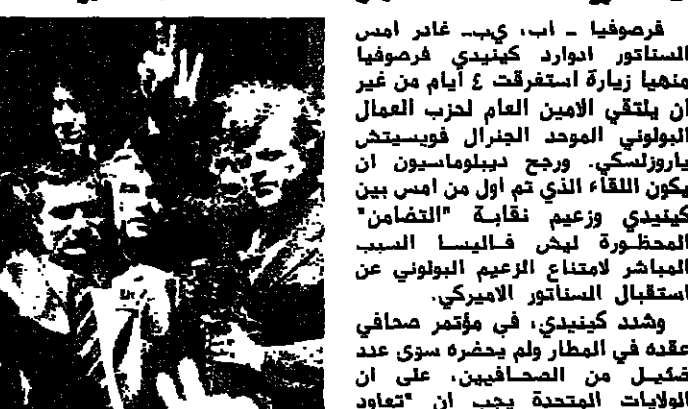 فرصوفيا _ اب، ي‌ب_ غادر امس
السناتور ادوارد كينيدي فرصوفيا
منهيا زيارة استغرقت ٤ أيام من غير
أن يلتقي الامين العام لحزب العمال
البولوني الموحد الجنرال فويسيتش
ياروزلسكي. ورجح ديبلوماسيون ان
يكون اللقاء الذي تم اول من امس بين
كينيدي وزعيم نقابة "التضامن"
المحظورة ليش فاليسا السبب
المباشر لامتناع الزعيم البولوني عن
استقبال السناتور الاميركي.
وشدد كينيدي، في مؤتمر صحافي
عقده في المطار ولم يحضره سوى عدد
ضئيل من الصحافيين، على ان
الولايات المتحدة يجب ان "تعاود